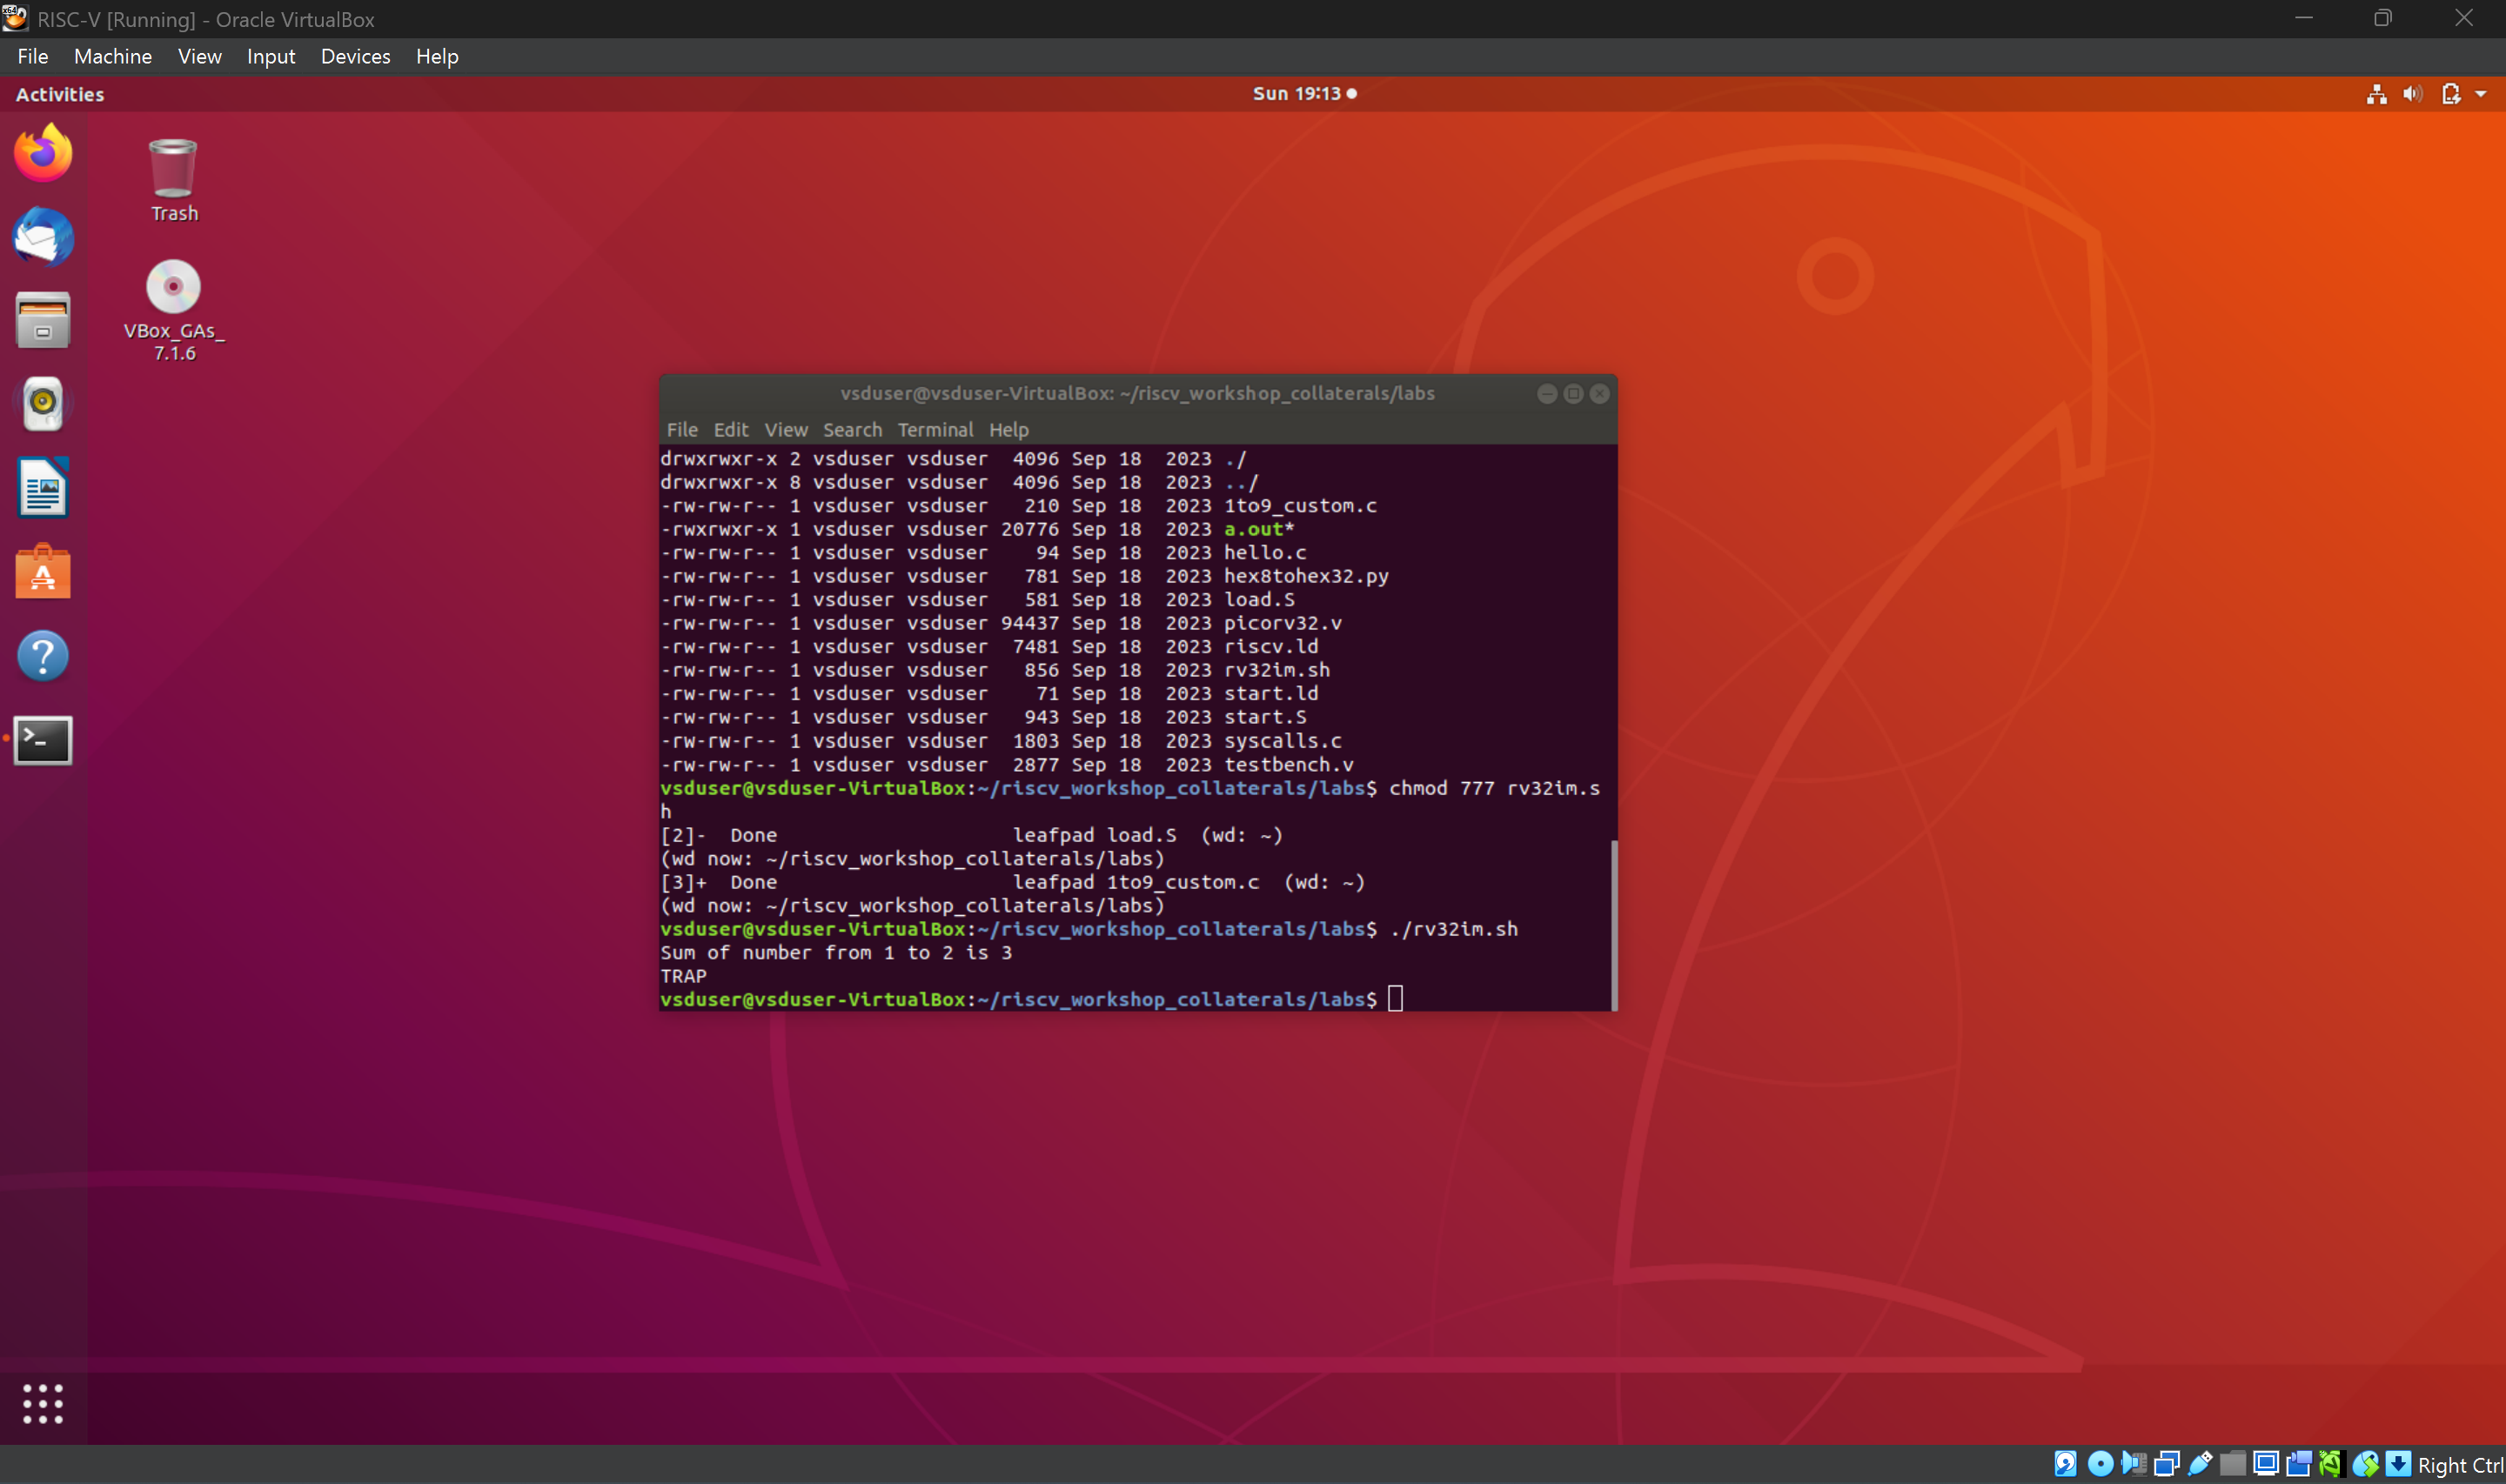 RISC-V [Running] - Oracle VirtualBox
File Machine View Input Devices Help
Activities
Sun 19:13
Trash
VBox_GAs_
7.1.6
vsduser@vsduser-VirtualBox: ~/riscv_workshop_collaterals/labs
File Edit View Search Terminal Help
drwxrwxr-x 2 vsduser vsduser  4096 Sep 18  2023 ./
drwxrwxr-x 8 vsduser vsduser  4096 Sep 18  2023 ../
-rw-rw-r-- 1 vsduser vsduser   210 Sep 18  2023 1to9_custom.c
-rwxrwxr-x 1 vsduser vsduser 20776 Sep 18  2023 a.out*
-rw-rw-r-- 1 vsduser vsduser    94 Sep 18  2023 hello.c
-rw-rw-r-- 1 vsduser vsduser   781 Sep 18  2023 hex8tohex32.py
-rw-rw-r-- 1 vsduser vsduser   581 Sep 18  2023 load.S
-rw-rw-r-- 1 vsduser vsduser 94437 Sep 18  2023 picorv32.v
-rw-rw-r-- 1 vsduser vsduser  7481 Sep 18  2023 riscv.ld
-rw-rw-r-- 1 vsduser vsduser   856 Sep 18  2023 rv32im.sh
-rw-rw-r-- 1 vsduser vsduser    71 Sep 18  2023 start.ld
-rw-rw-r-- 1 vsduser vsduser   943 Sep 18  2023 start.S
-rw-rw-r-- 1 vsduser vsduser  1803 Sep 18  2023 syscalls.c
-rw-rw-r-- 1 vsduser vsduser  2877 Sep 18  2023 testbench.v
vsduser@vsduser-VirtualBox:~/riscv_workshop_collaterals/labs$ chmod 777 rv32im.s
h
[2]-  Done                    leafpad load.S  (wd: ~)
(wd now: ~/riscv_workshop_collaterals/labs)
[3]+  Done                    leafpad 1to9_custom.c  (wd: ~)
(wd now: ~/riscv_workshop_collaterals/labs)
vsduser@vsduser-VirtualBox:~/riscv_workshop_collaterals/labs$ ./rv32im.sh
Sum of number from 1 to 2 is 3
TRAP
vsduser@vsduser-VirtualBox:~/riscv_workshop_collaterals/labs$
Right Ctrl